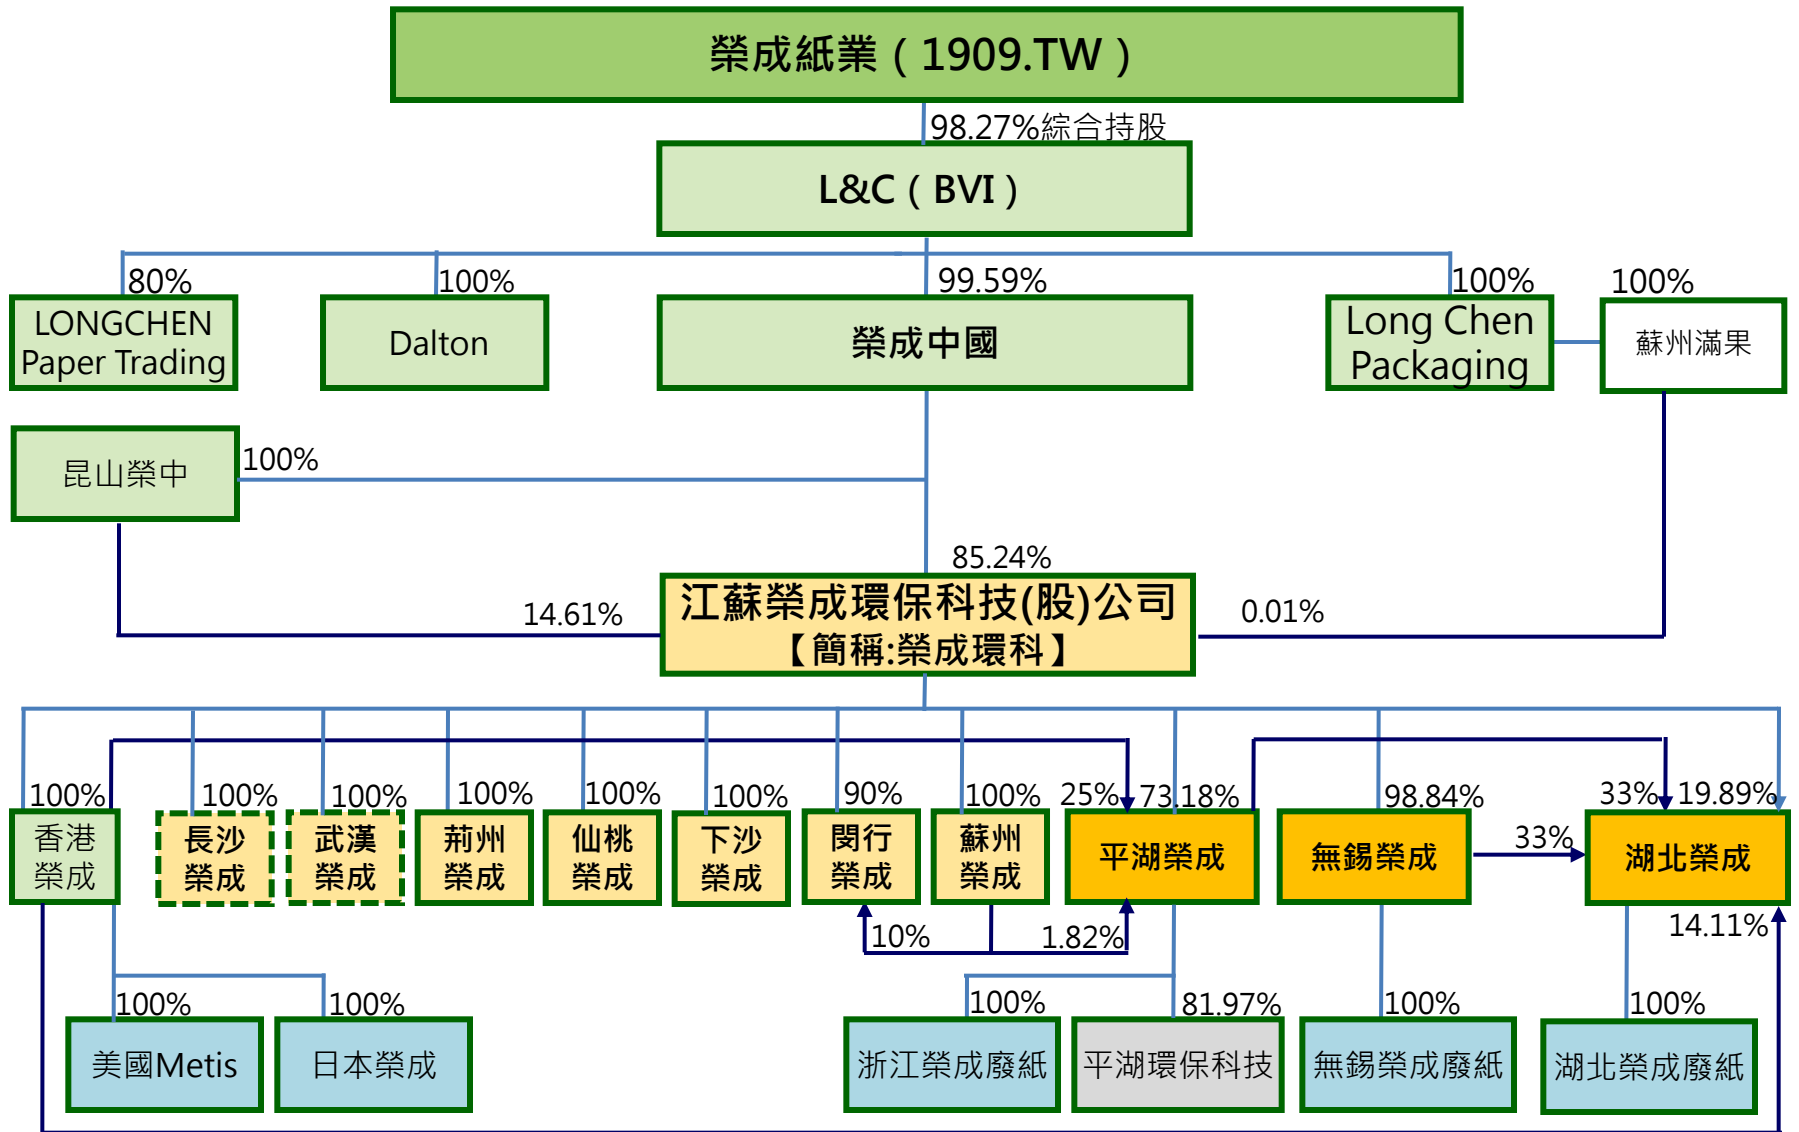 榮成紙業（1909.TW）
98.27%綜合持股
L&C（BVI）
80%
100%
99.59%
100%
100%
LONGCHEN
Paper Trading
Dalton
榮成中國
Long Chen
Packaging
蘇州滿果
昆山榮中
100%
85.24%
14.61%
江蘇榮成環保科技(股)公司
【簡稱:榮成環科】
0.01%
100%
100%
100%
100%
100%
100%
90%
100%
25%
73.18%
98.84%
33%
19.89%
香港
榮成
長沙
榮成
武漢
榮成
荊州
榮成
仙桃
榮成
下沙
榮成
閔行
榮成
蘇州
榮成
平湖榮成
無錫榮成
33%
湖北榮成
10%
1.82%
14.11%
100%
100%
100%
81.97%
100%
100%
美國Metis
日本榮成
浙江榮成廢紙
平湖環保科技
無錫榮成廢紙
湖北榮成廢紙